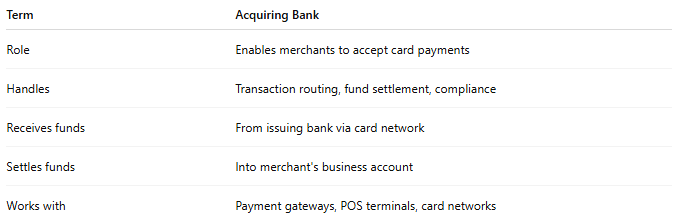 Term Acquiring Bank
Role Enables merchants to accept card payments
Handles Transaction routing, fund settlement, compliance
Receives funds From issuing bank via card network
Settles funds Into merchant's business account
Works with Payment gateways, POS terminals, card networks